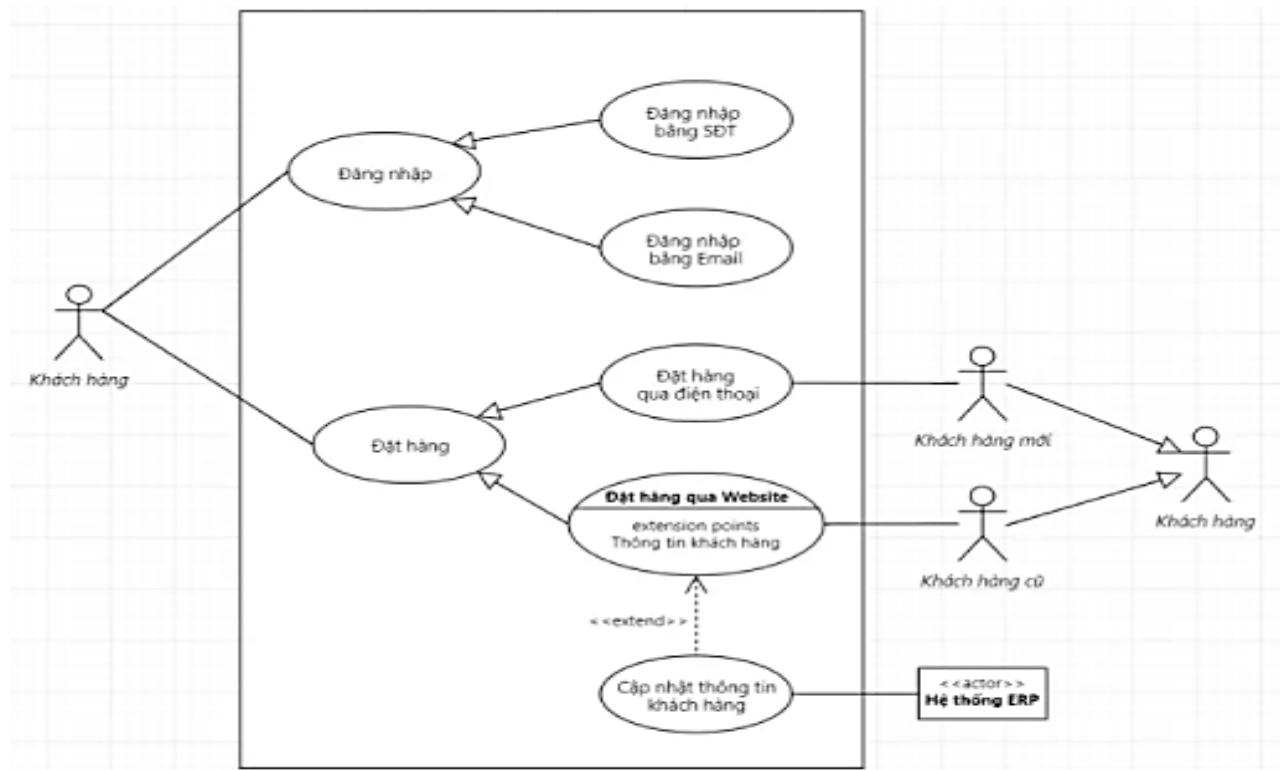 Đăng nhập
bằng SĐT
Đăng nhập
Đăng nhập
bằng Email
Khách hàng
Đặt hàng
qua điện thoại
Khách hàng mới
Đặt hàng
Đặt hàng qua Website
extension points
Thông tin khách hàng
Khách hàng
Khách hàng cũ
<<extend>>
Cập nhật thông tin
khách hàng
<<actor>>
Hệ thống ERP